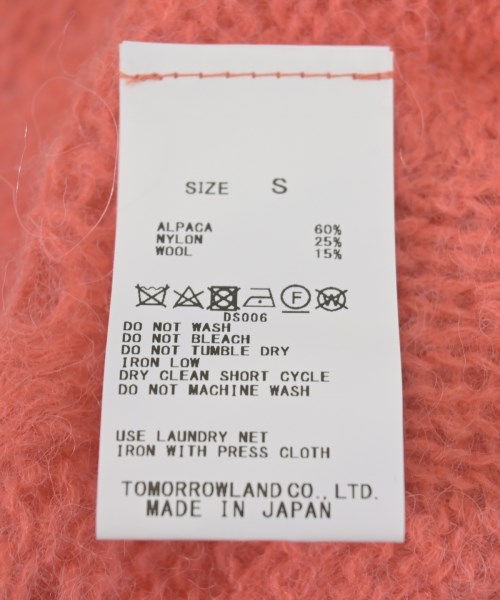 SIZE S
ALPACA 60%
NYLON 25%
WOOL 15%
F W
DS006
DO NOT WASH
DO NOT BLEACH
DO NOT TUMBLE DRY
IRON LOW
DRY CLEAN SHORT CYCLE
DO NOT MACHINE WASH
USE LAUNDRY NET
IRON WITH PRESS CLOTH
TOMORROWLAND CO., LTD.
MADE IN JAPAN